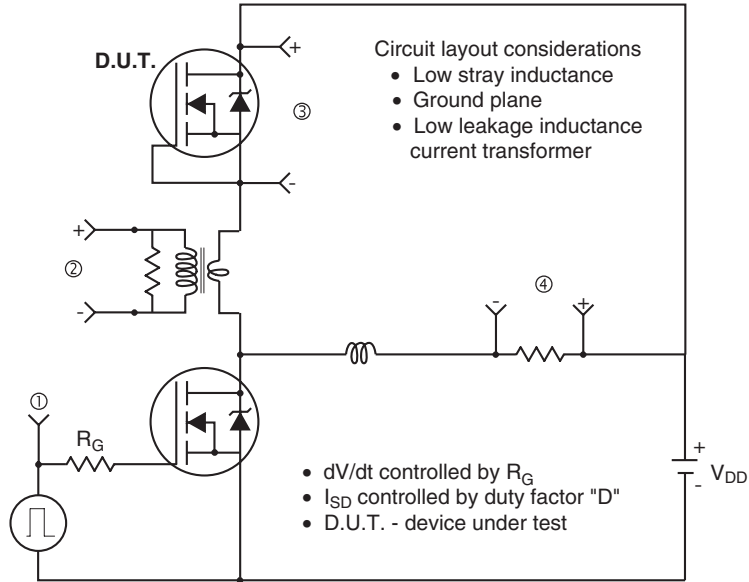 D.U.T.
+
Circuit layout considerations
• Low stray inductance
③
• Ground plane
• Low leakage inductance
current transformer
-
+
②
-
④
- +
①
R_G
+
V_DD
-
• dV/dt controlled by R_G
• I_SD controlled by duty factor "D"
• D.U.T. - device under test